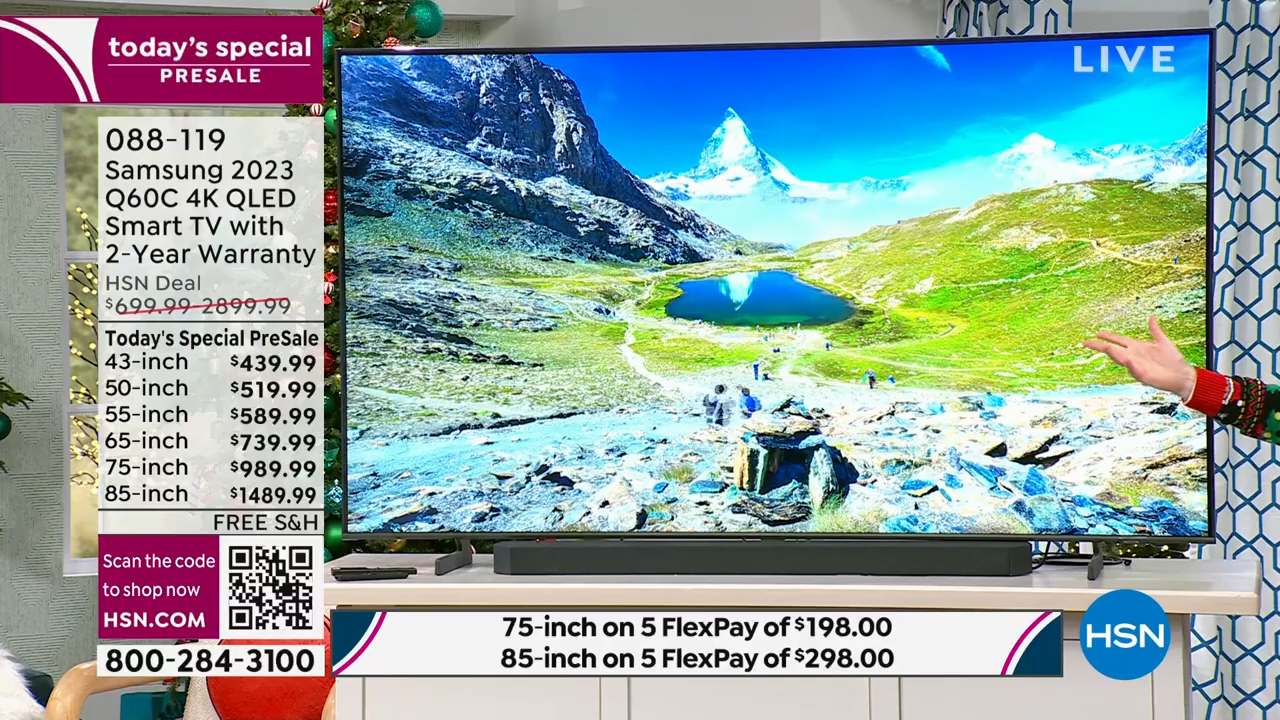 today's special
PRESALE
LIVE
088-119
Samsung 2023
Q60C 4K QLED
Smart TV with
2-Year Warranty
HSN Deal
$699.99-2899.99
Today's Special PreSale
43-inch $439.99
50-inch $519.99
55-inch $589.99
65-inch $739.99
75-inch $989.99
85-inch $1489.99
FREE S&H
Scan the code
to shop now
HSN.COM
800-284-3100
75-inch on 5 FlexPay of $198.00
85-inch on 5 FlexPay of $298.00
HSN